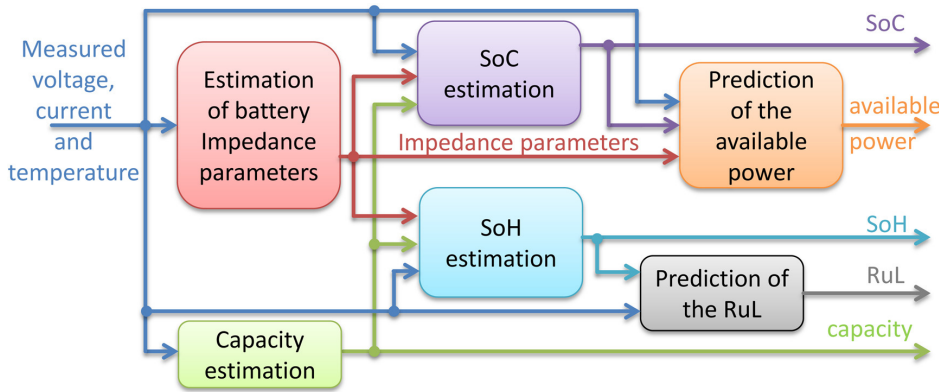 Measured
voltage,
current
and
temperature
Estimation
of battery
Impedance
parameters
SoC
estimation
SoC
Prediction
of the
available
power
available
power
Impedance parameters
SoH
estimation
SoH
Prediction of
the RuL
RuL
Capacity
estimation
capacity